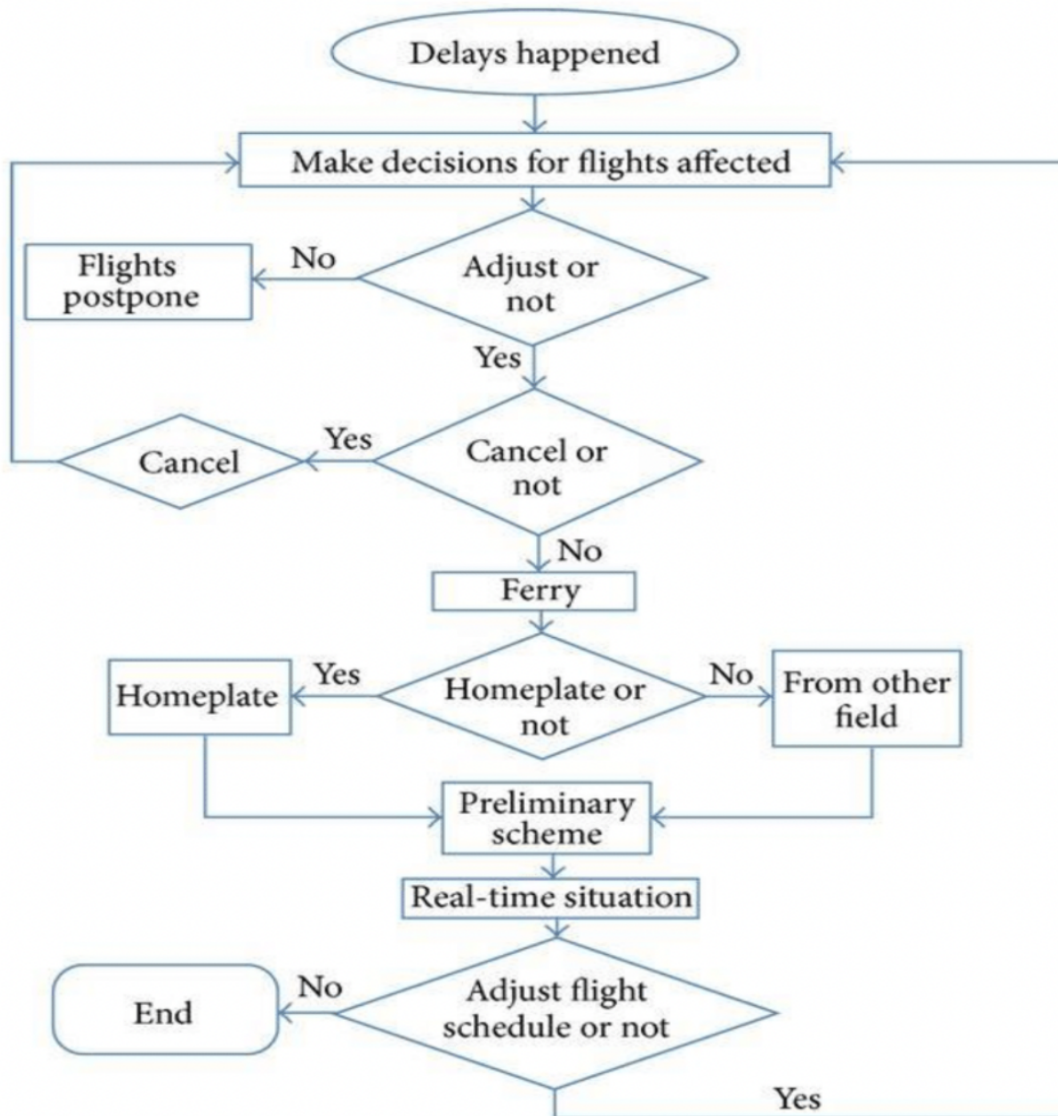 Delays happened
Make decisions for flights affected
No
Adjust or
not
Flights
postpone
Yes
Yes
Cancel or
not
Cancel
No
Ferry
Yes
Homeplate or
not
No
Homeplate
From other
field
Preliminary
scheme
Real-time situation
No
Adjust flight
schedule or not
End
Yes